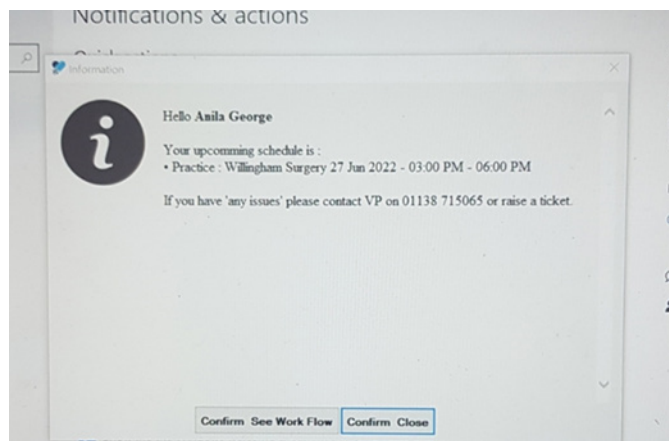 Notifications & actions
Information
Hello Anila George
Your upcomming schedule is :
• Practice : Willingham Surgery 27 Jun 2022 - 03:00 PM - 06:00 PM
If you have 'any issues' please contact VP on 01138 715065 or raise a ticket.
Confirm See Work Flow
Confirm Close